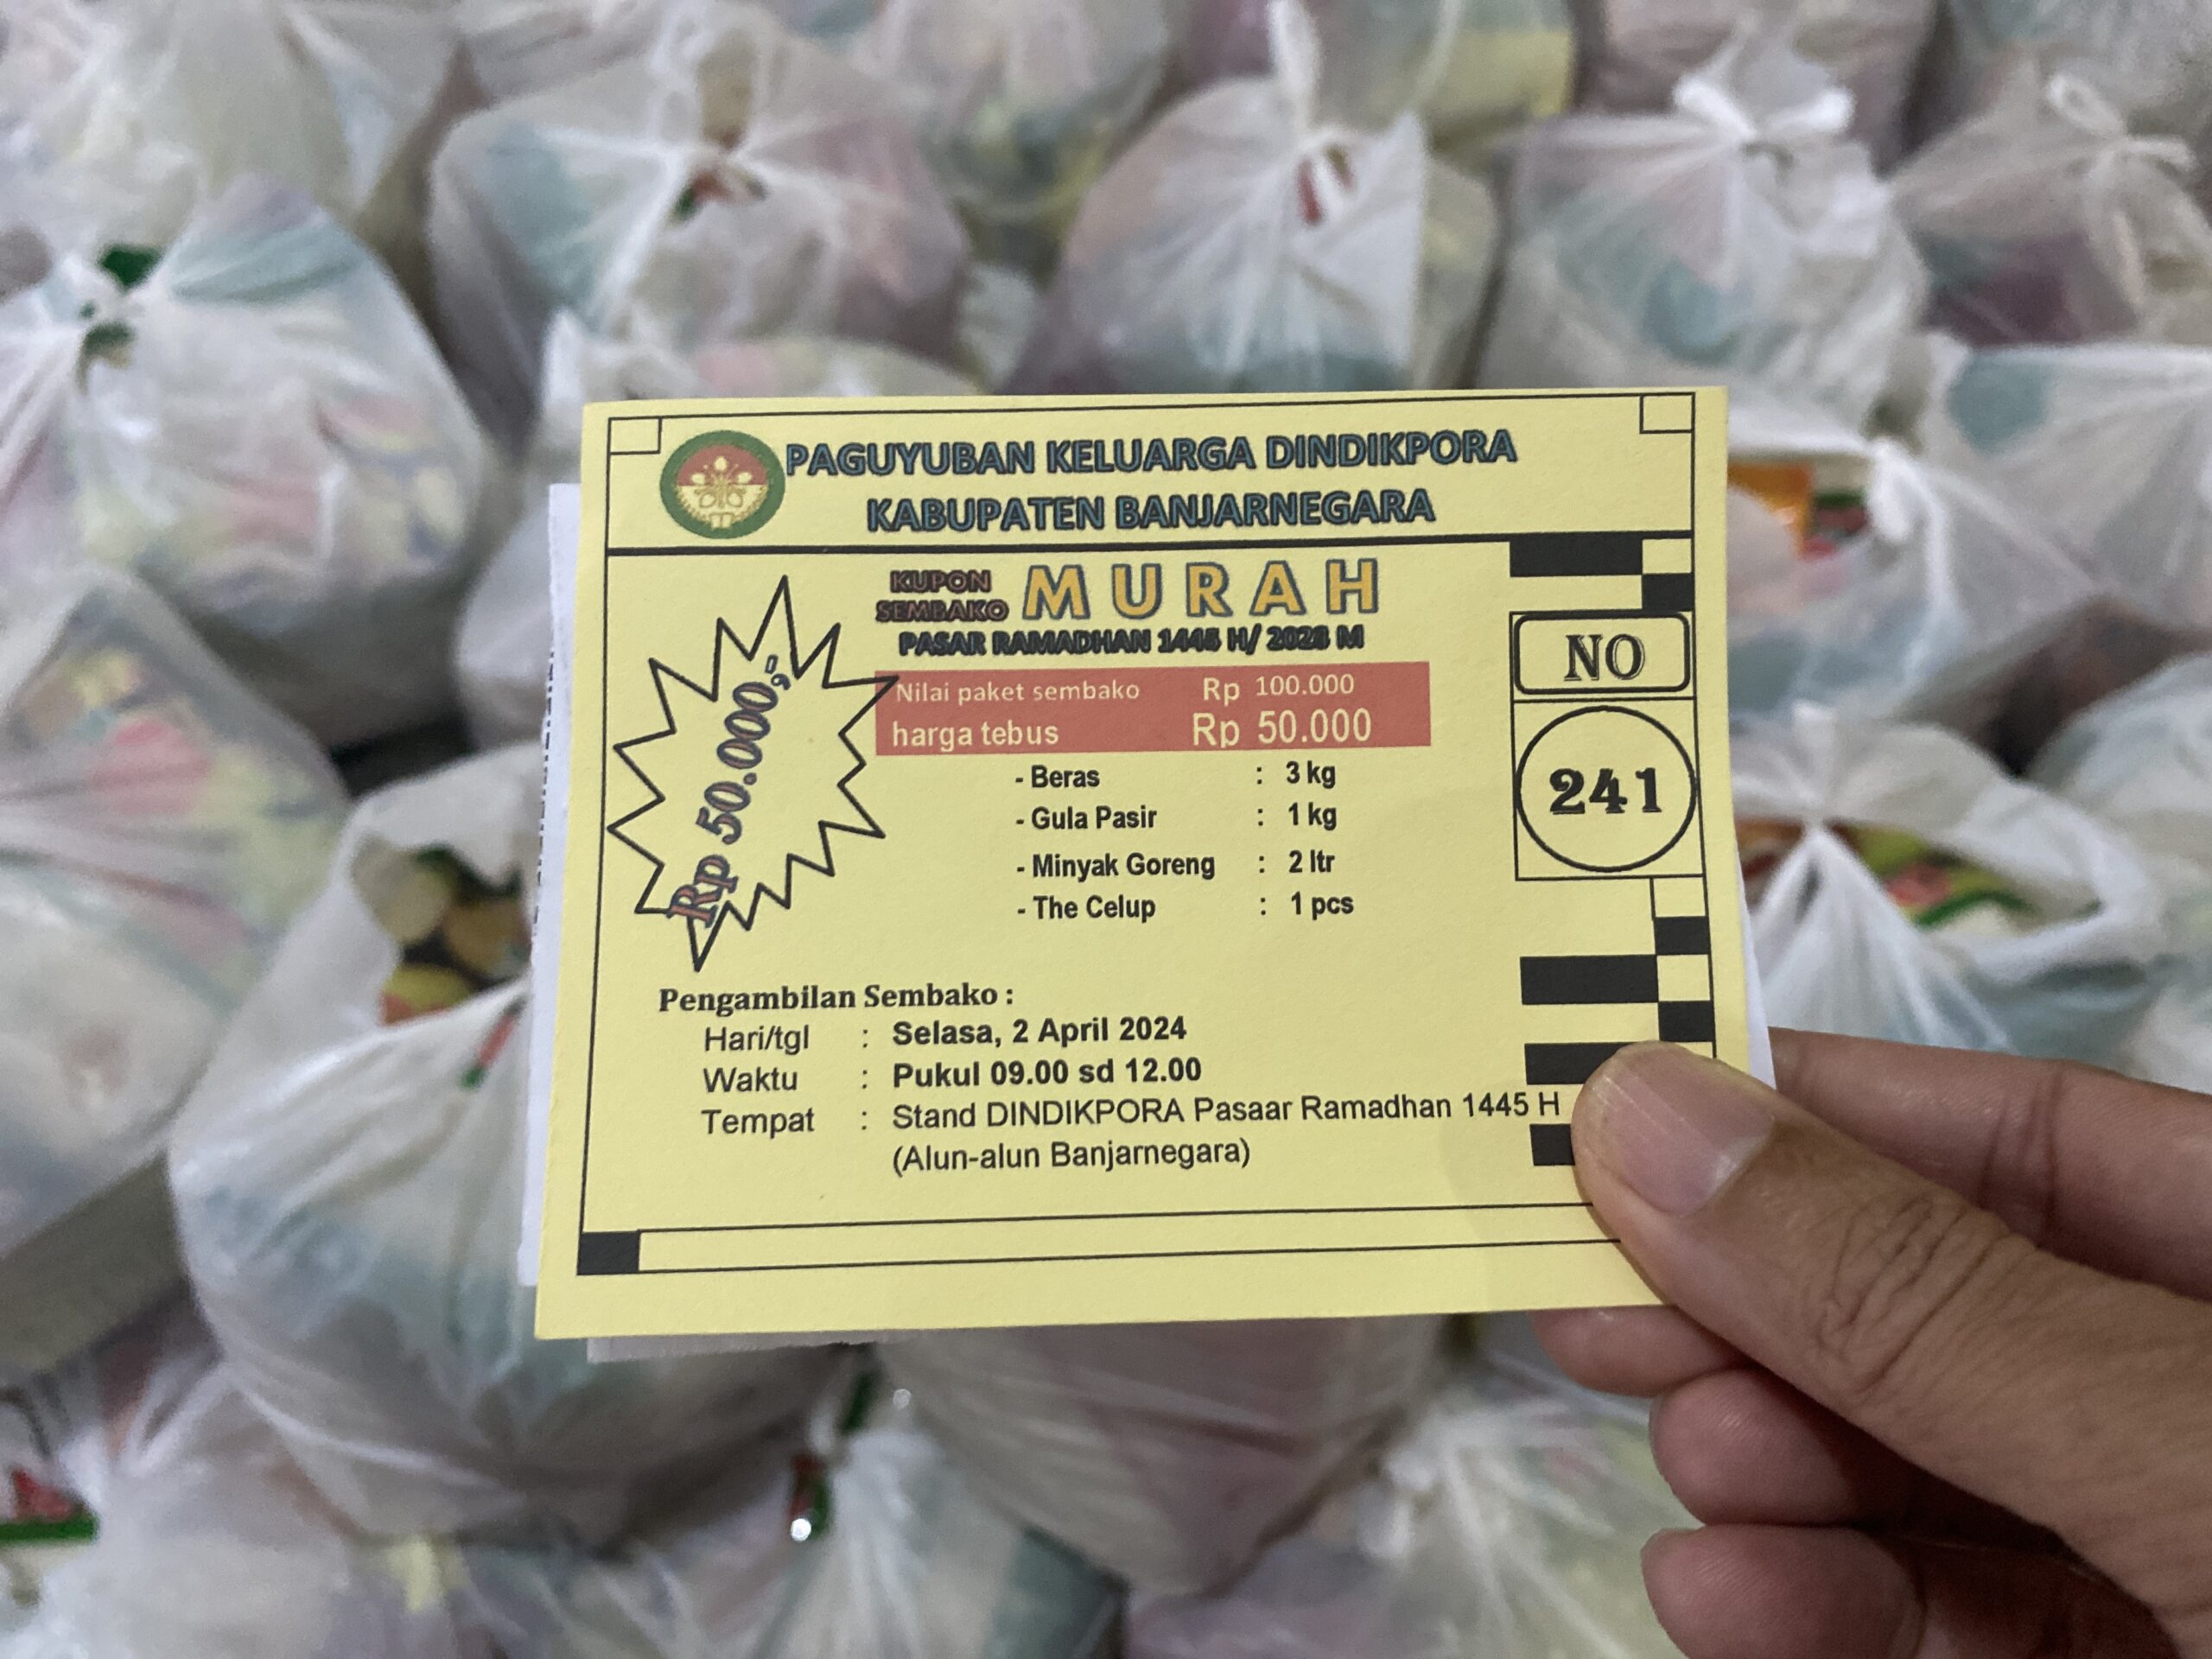 PAGUYUBAN KELUARGA DINDIKPORA
KABUPATEN BANJARNEGARA
KUPON
SEMBAKO
MURAH
PASAR RAMADHAN 1445 H/ 2023 M
Rp 50.000,-
Nilai paket sembako Rp 100.000
harga tebus Rp 50.000
- Beras : 3 kg
- Gula Pasir : 1 kg
- Minyak Goreng : 2 ltr
- The Celup : 1 pcs
NO
241
Pengambilan Sembako :
Hari/tgl : Selasa, 2 April 2024
Waktu : Pukul 09.00 sd 12.00
Tempat : Stand DINDIKPORA Pasaar Ramadhan 1445 H
(Alun-alun Banjarnegara)